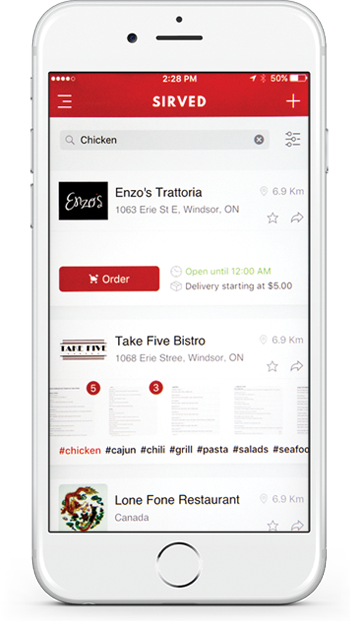 2:28 PM
50%
SIRVED
Chicken
Enzo's
Enzo's Trattoria
6.9 Km
1063 Erie St E, Windsor, ON
Order
Open until 12:00 AM
Delivery starting at $5.00
TAKE FIVE
Take Five Bistro
6.9 Km
1068 Erie Stree, Windsor, ON
5
3
#chicken #cajun #chili #grill #pasta #salads #seafoo
Lone Fone Restaurant
6.9 Km
Canada